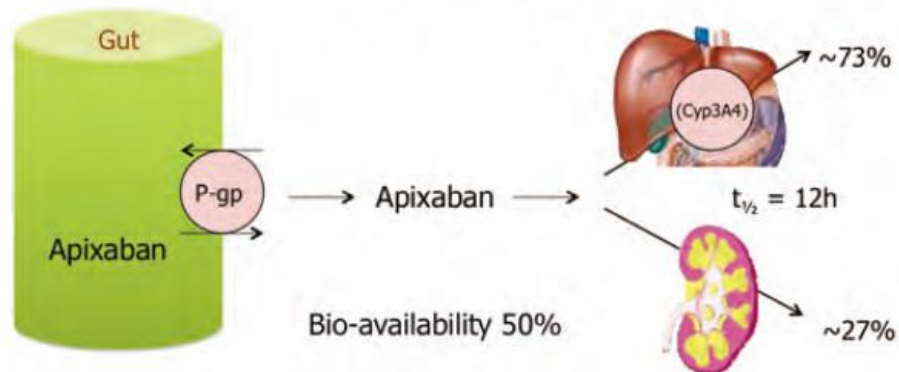 Gut
P-gp
Apixaban
Apixaban
Bio-availability 50%
(Cyp3A4)
~73%
t½ = 12h
~27%